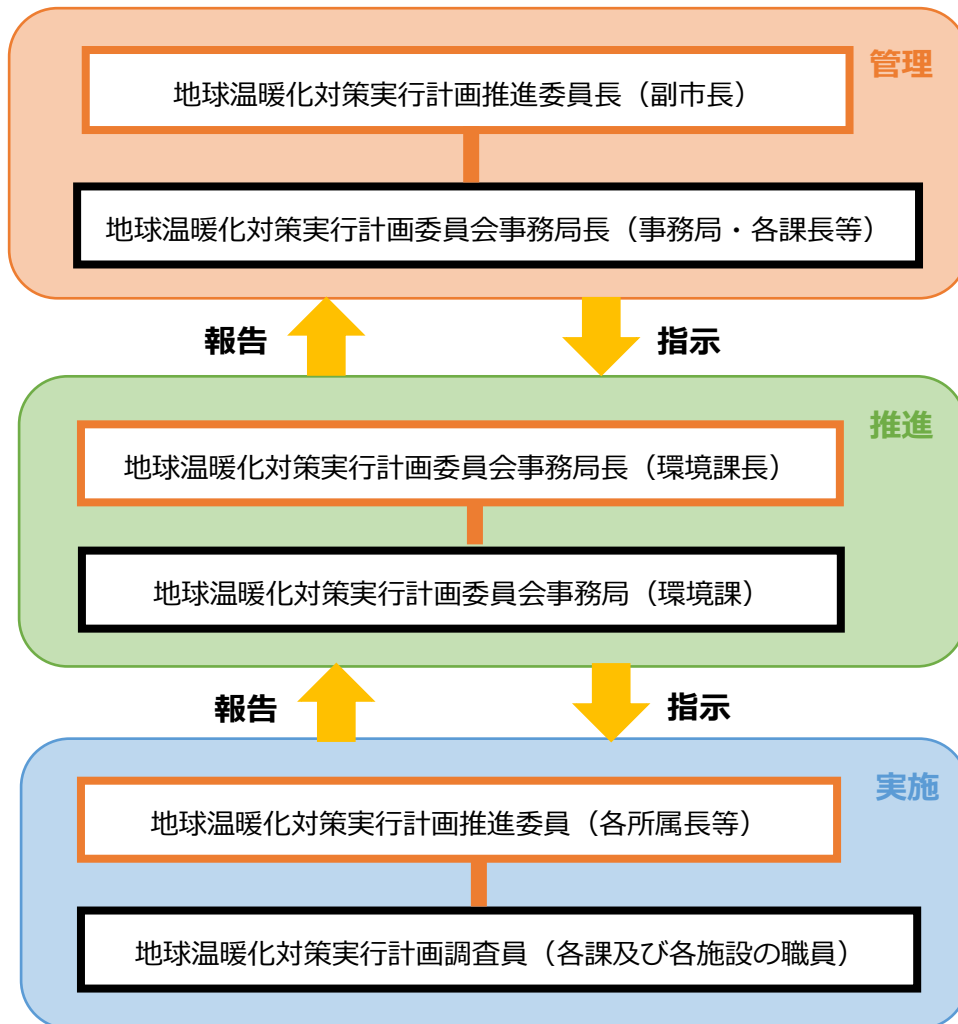 管理
地球温暖化対策実行計画推進委員長（副市長）
地球温暖化対策実行計画委員会事務局長（事務局・各課長等）
報告
指示
推進
地球温暖化対策実行計画委員会事務局長（環境課長）
地球温暖化対策実行計画委員会事務局（環境課）
報告
指示
実施
地球温暖化対策実行計画推進委員（各所属長等）
地球温暖化対策実行計画調査員（各課及び各施設の職員）